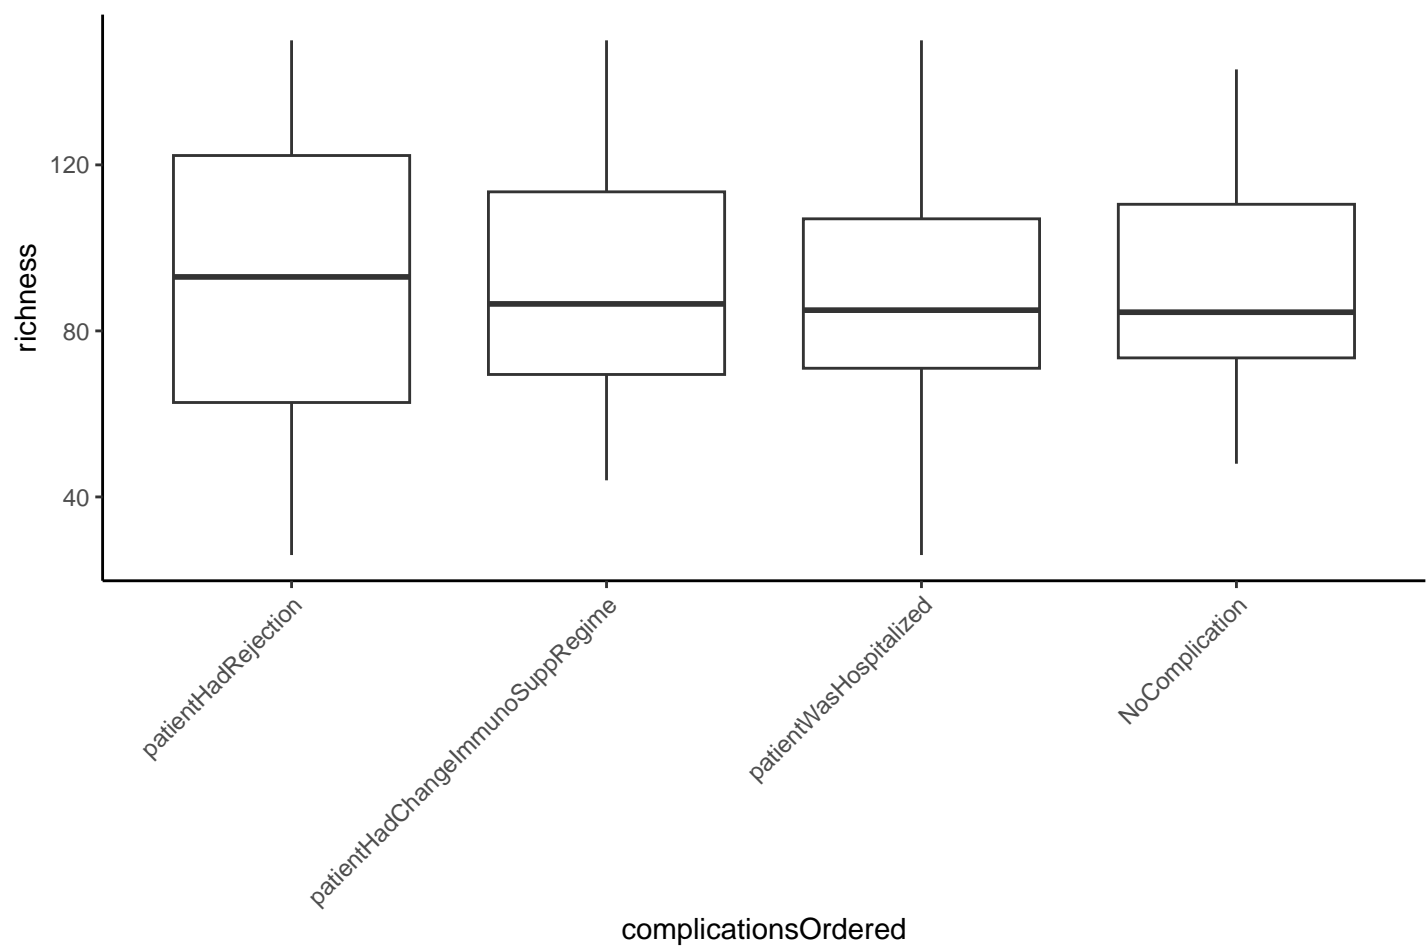 richness
120
80
40
patientHadRejection
patientHadChangeImmunoSuppRegime
patientWasHospitalized
NoComplication
complicationsOrdered